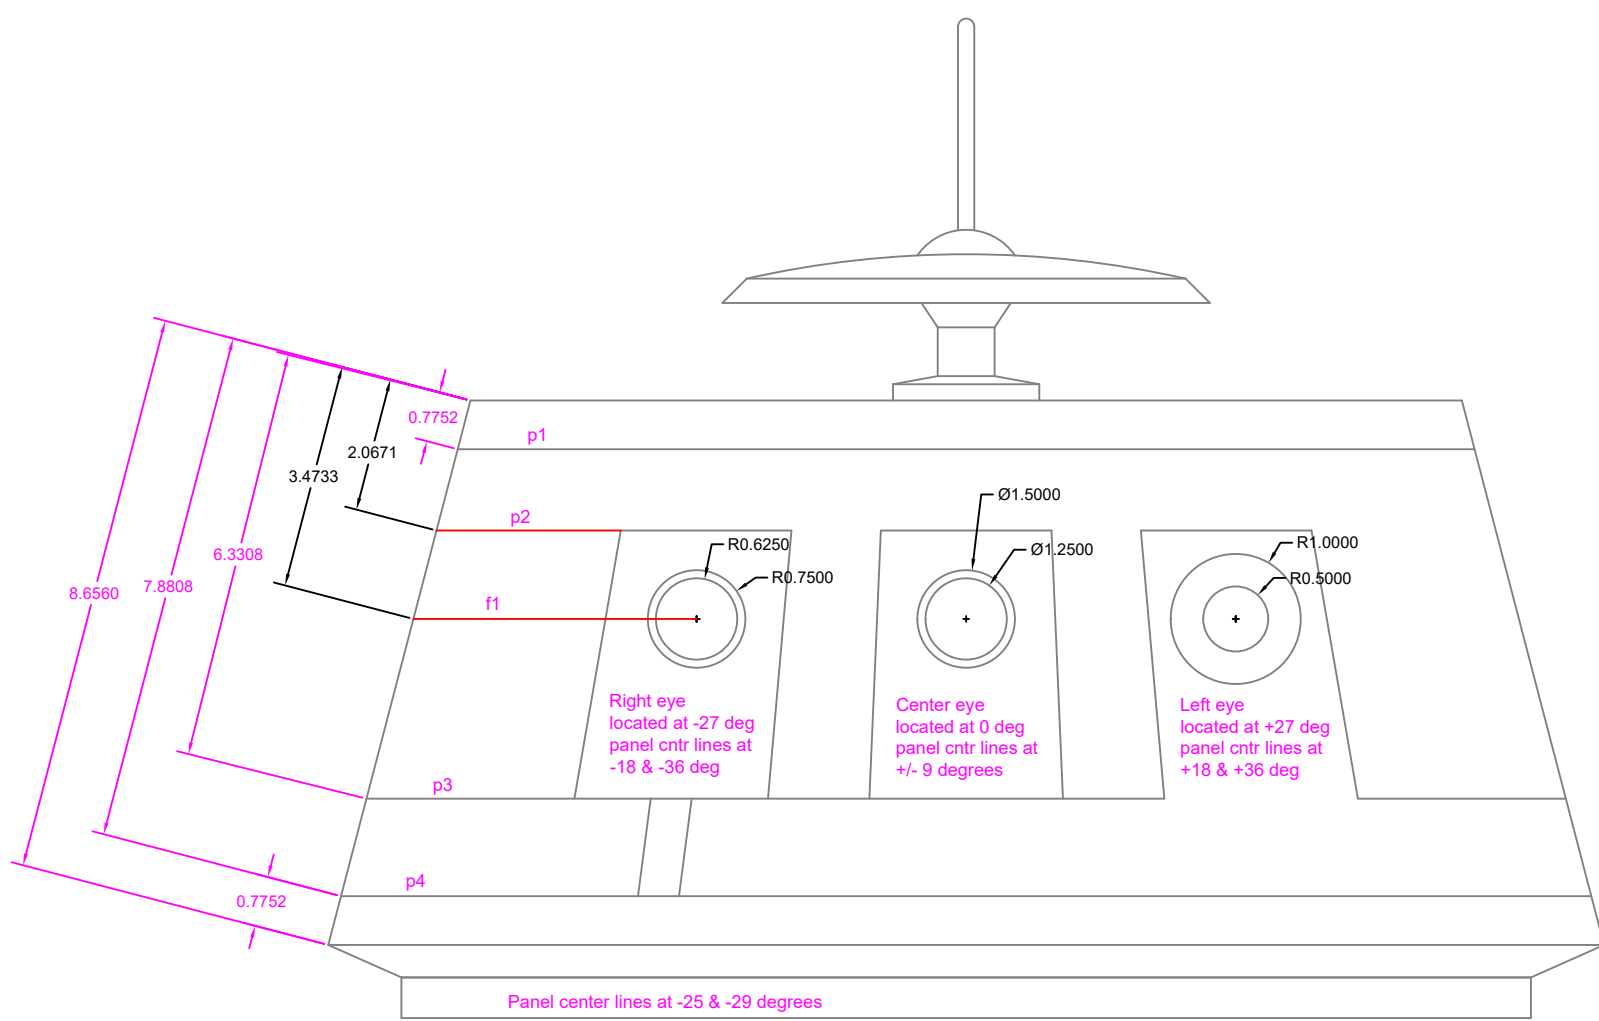 0.7752
p1
2.0671
3.4733
Ø1.5000
p2
R0.6250
Ø1.2500
R1.0000
6.3308
R0.7500
R0.5000
7.8808
8.6560
f1
Right eye
located at -27 deg
panel cntr lines at
-18 & -36 deg
Center eye
located at 0 deg
panel cntr lines at
+/- 9 degrees
Left eye
located at +27 deg
panel cntr lines at
+18 & +36 deg
p3
p4
0.7752
Panel center lines at -25 & -29 degrees